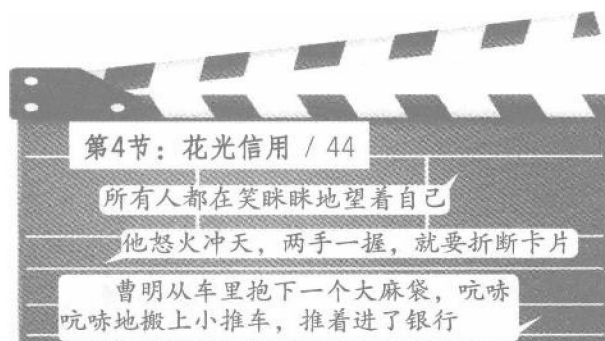 第4节：花光信用 / 44
所有人都在笑眯眯地望着自己
他怒火冲天，两手一握，就要折断卡片
曹明从车里抱下一个大麻袋，吭哧
吭哧地搬上小推车，推着进了银行